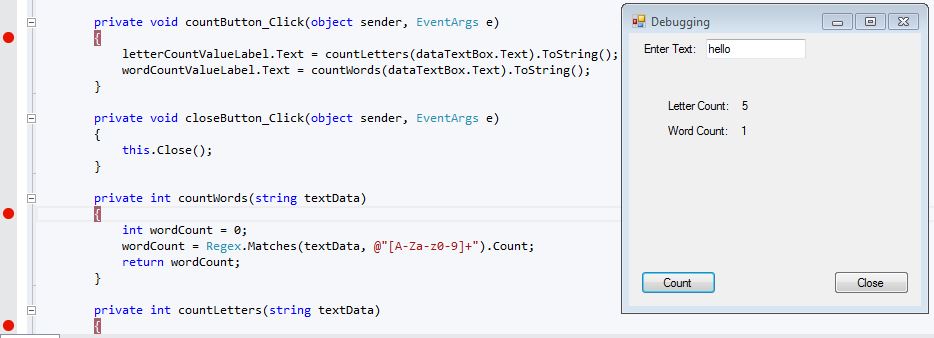 private void countButton_Click(object sender, EventArgs e)
{
letterCountValueLabel.Text = countLetters(dataTextBox.Text).ToString();
wordCountValueLabel.Text = countWords(dataTextBox.Text).ToString();
}
private void closeButton_Click(object sender, EventArgs e)
{
this.Close();
}
private int countWords(string textData)
{
int wordCount = 0;
wordCount = Regex.Matches(textData, @"[A-Za-z0-9]+").Count;
return wordCount;
}
private int countLetters(string textData)
{
Debugging
Enter Text: hello
Letter Count: 5
Word Count: 1
Count Close